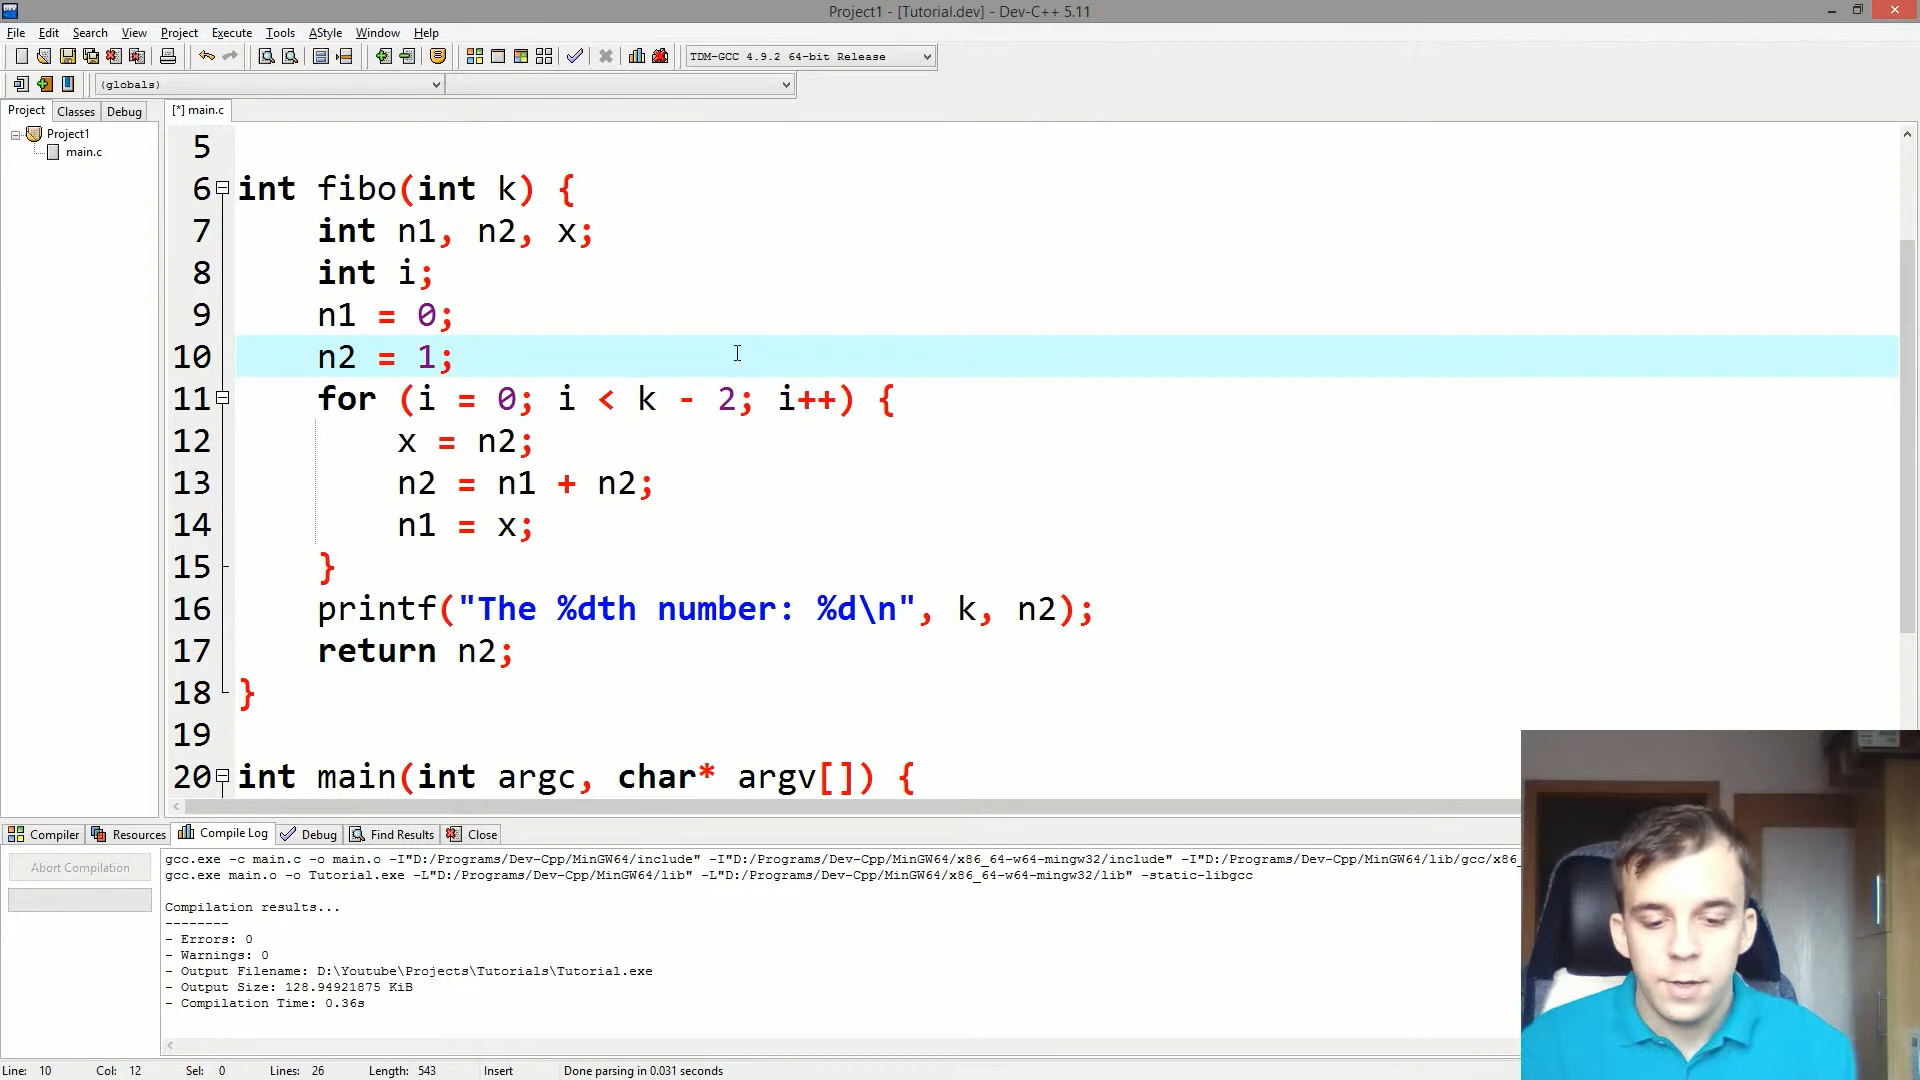 Project1 - [Tutorial.dev] - Dev-C++ 5.11
File Edit Search View Project Execute Tools AStyle Window Help
TDM-GCC 4.9.2 64-bit Release
(globals)
Project Classes Debug
[*] main.c
Project1
main.c
5
6 int fibo(int k) {
7 int n1, n2, x;
8 int i;
9 n1 = 0;
10 n2 = 1;
11 for (i = 0; i < k - 2; i++) {
12 x = n2;
13 n2 = n1 + n2;
14 n1 = x;
15 }
16 printf("The %dth number: %d\n", k, n2);
17 return n2;
18 }
19
20 int main(int argc, char* argv[]) {
Compiler Resources Compile Log Debug Find Results Close
Abort Compilation
gcc.exe -c main.c -o main.o -I"D:/Programs/Dev-Cpp/MinGW64/include" -I"D:/Programs/Dev-Cpp/MinGW64/x86_64-w64-mingw32/include" -I"D:/Programs/Dev-Cpp/MinGW64/lib/gcc/x86_
gcc.exe main.o -o Tutorial.exe -L"D:/Programs/Dev-Cpp/MinGW64/lib" -L"D:/Programs/Dev-Cpp/MinGW64/x86_64-w64-mingw32/lib" -static-libgcc
Compilation results...
--------
- Errors: 0
- Warnings: 0
- Output Filename: D:\Youtube\Projects\Tutorials\Tutorial.exe
- Output Size: 128.94921875 KiB
- Compilation Time: 0.36s
Line: 10 Col: 12 Sel: 0 Lines: 26 Length: 543 Insert Done parsing in 0.031 seconds